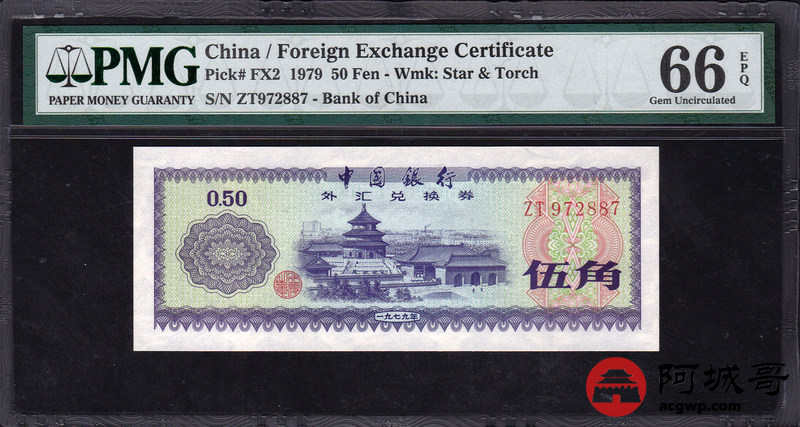 PMG
PAPER MONEY GUARANTY
China / Foreign Exchange Certificate
Pick# FX2 1979 50 Fen - Wmk: Star & Torch
S/N ZT972887 - Bank of China
66 EPQ
Gem Uncirculated
中国银行
外汇兑换券
0.50
ZT 972887
伍角
一九七九年
阿城哥
acgwp.com